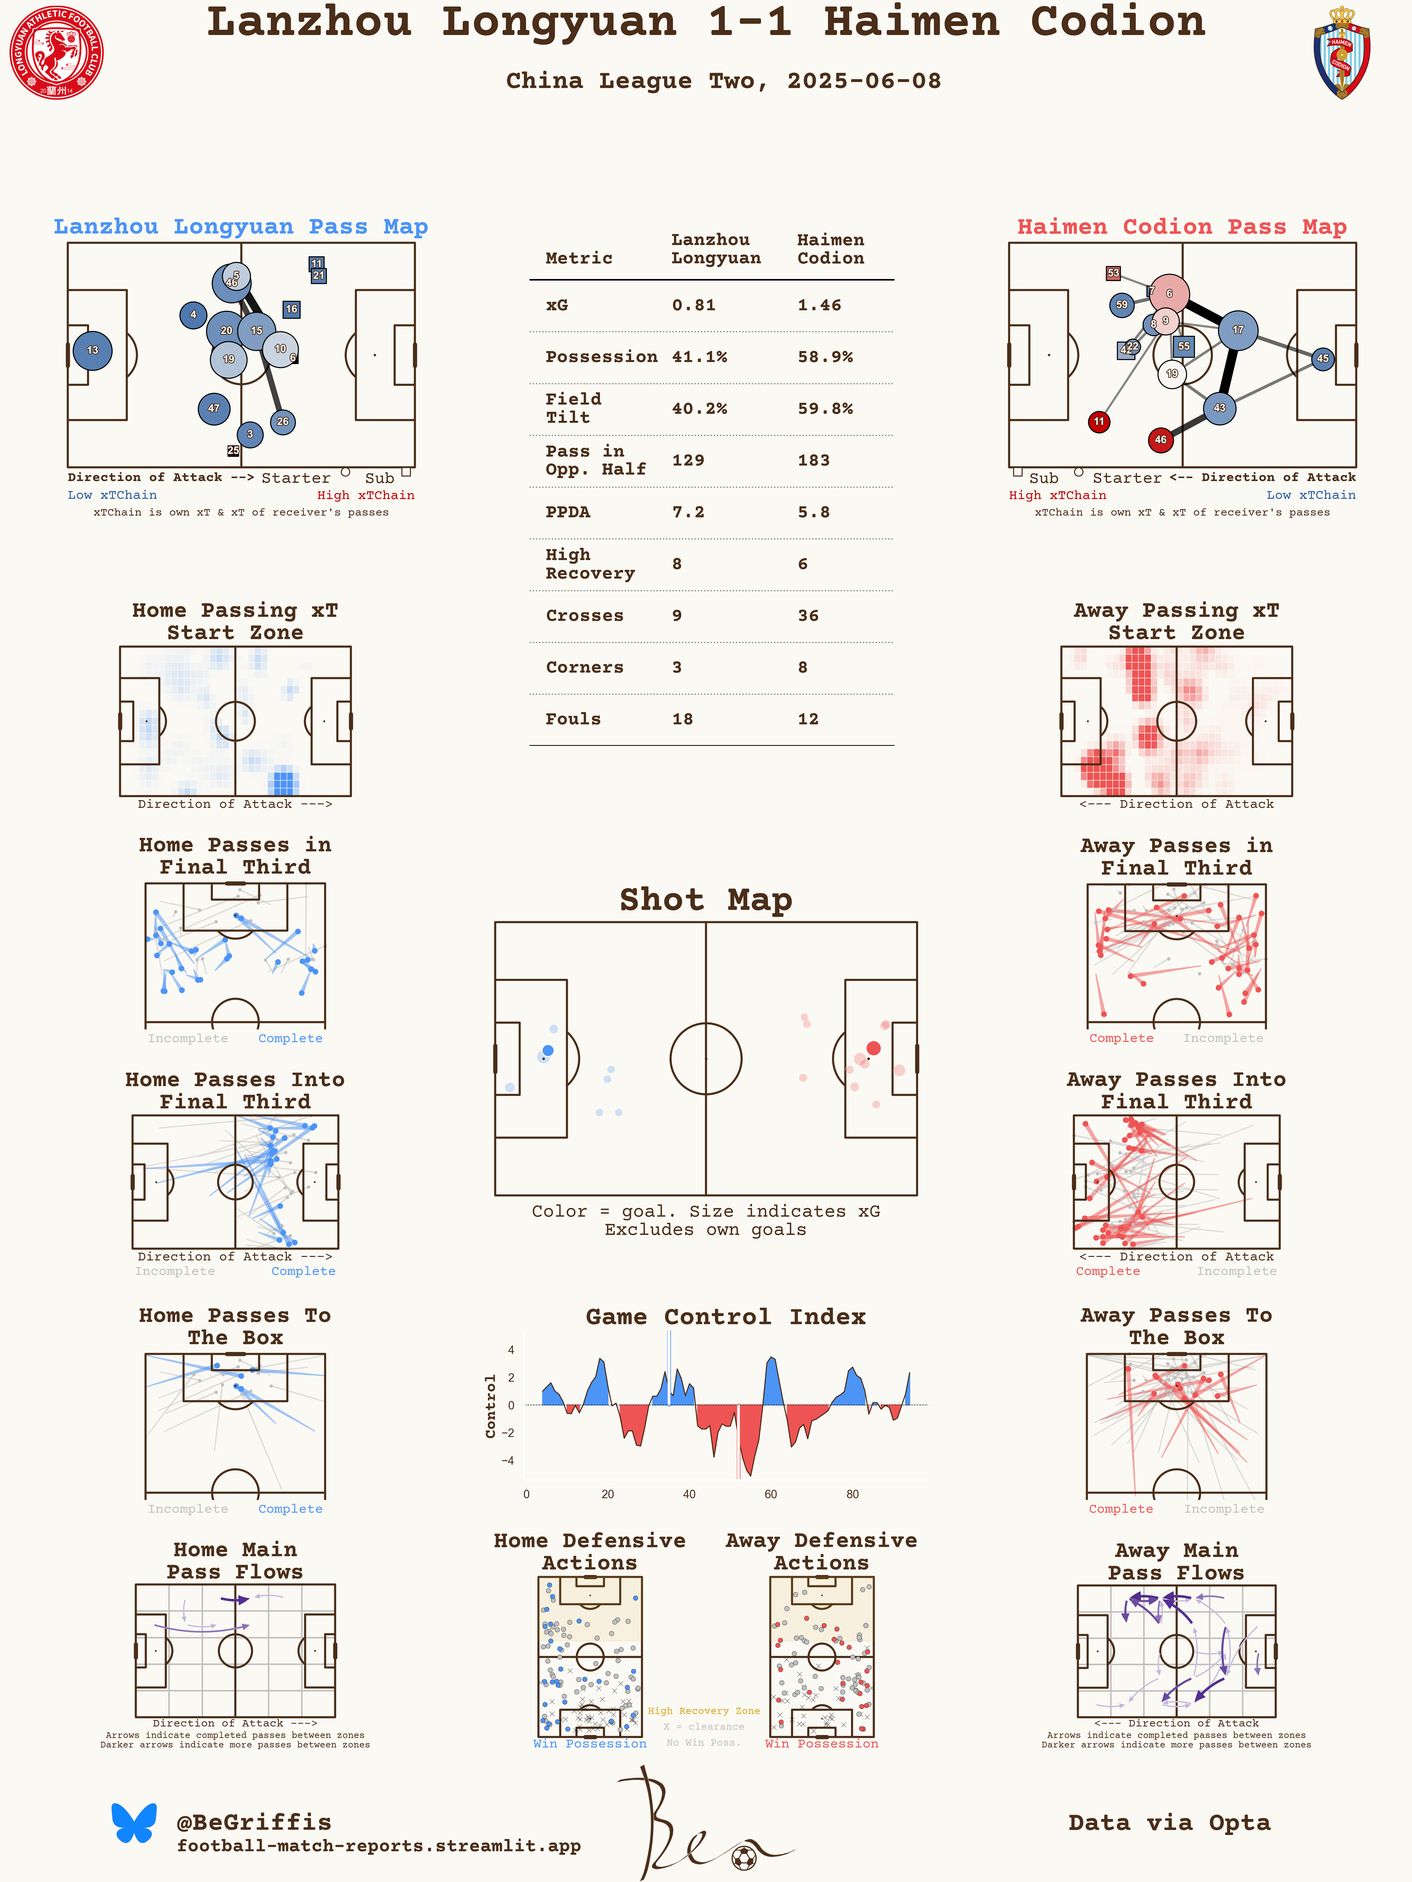 Lanzhou Longyuan 1-1 Haimen Codion
China League Two, 2025-06-08
LONGYUAN ATHLETIC FOOTBALL CLUB
20 蘭州 14
HAIMEN
CODION
Lanzhou Longyuan Pass Map
11
21
5
46
16
4
20
15
10
6
13
19
47
26
3
25
Direction of Attack --> Starter Sub
Low xTChain High xTChain
xTChain is own xT & xT of receiver's passes
Metric Lanzhou Longyuan Haimen Codion
xG 0.81 1.46
Possession 41.1% 58.9%
Field Tilt 40.2% 59.8%
Pass in Opp. Half 129 183
PPDA 7.2 5.8
High Recovery 8 6
Crosses 9 36
Corners 3 8
Fouls 18 12
Haimen Codion Pass Map
53
7
6
59
9
8
17
22
55
45
19
43
11
46
Sub Starter <-- Direction of Attack
High xTChain Low xTChain
xTChain is own xT & xT of receiver's passes
Home Passing xT
Start Zone
Direction of Attack --->
Away Passing xT
Start Zone
<--- Direction of Attack
Home Passes in
Final Third
Incomplete Complete
Away Passes in
Final Third
Complete Incomplete
Shot Map
Color = goal. Size indicates xG
Excludes own goals
Home Passes Into
Final Third
Direction of Attack --->
Incomplete Complete
Away Passes Into
Final Third
<--- Direction of Attack
Complete Incomplete
Home Passes To
The Box
Incomplete Complete
Game Control Index
Control
4
2
0
−2
−4
0 20 40 60 80
Away Passes To
The Box
Complete Incomplete
Home Main
Pass Flows
Direction of Attack --->
Arrows indicate completed passes between zones
Darker arrows indicate more passes between zones
Home Defensive
Actions
Win Possession
High Recovery Zone
X = clearance
No Win Poss.
Away Defensive
Actions
Win Possession
Away Main
Pass Flows
<--- Direction of Attack
Arrows indicate completed passes between zones
Darker arrows indicate more passes between zones
@BeGriffis
football-match-reports.streamlit.app
Ben
Data via Opta